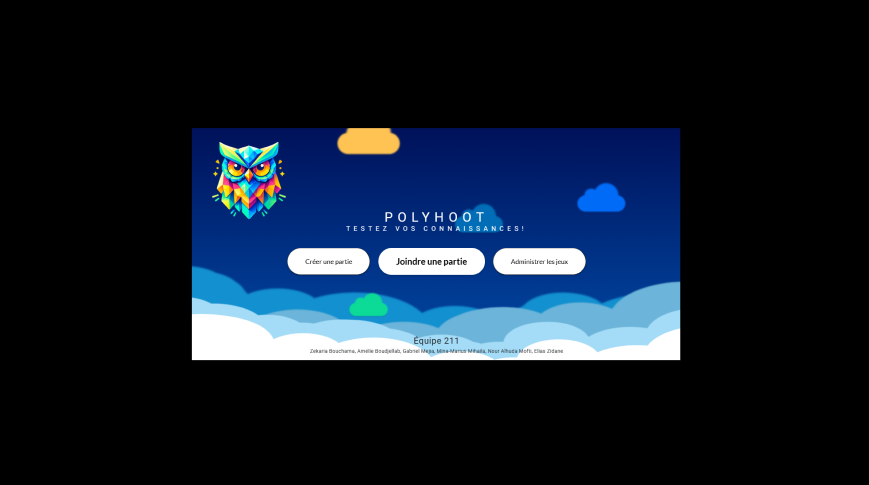 POLYHOOT
TESTEZ VOS CONNAISSANCES!
Créer une partie
Joindre une partie
Administrer les jeux
Équipe 211
Zakaria Bouchama, Amélie Boudjellab, Gabriel Mejia, Mina-Marius Mihaila, Nour Alhuda Mofti, Elias Zidane